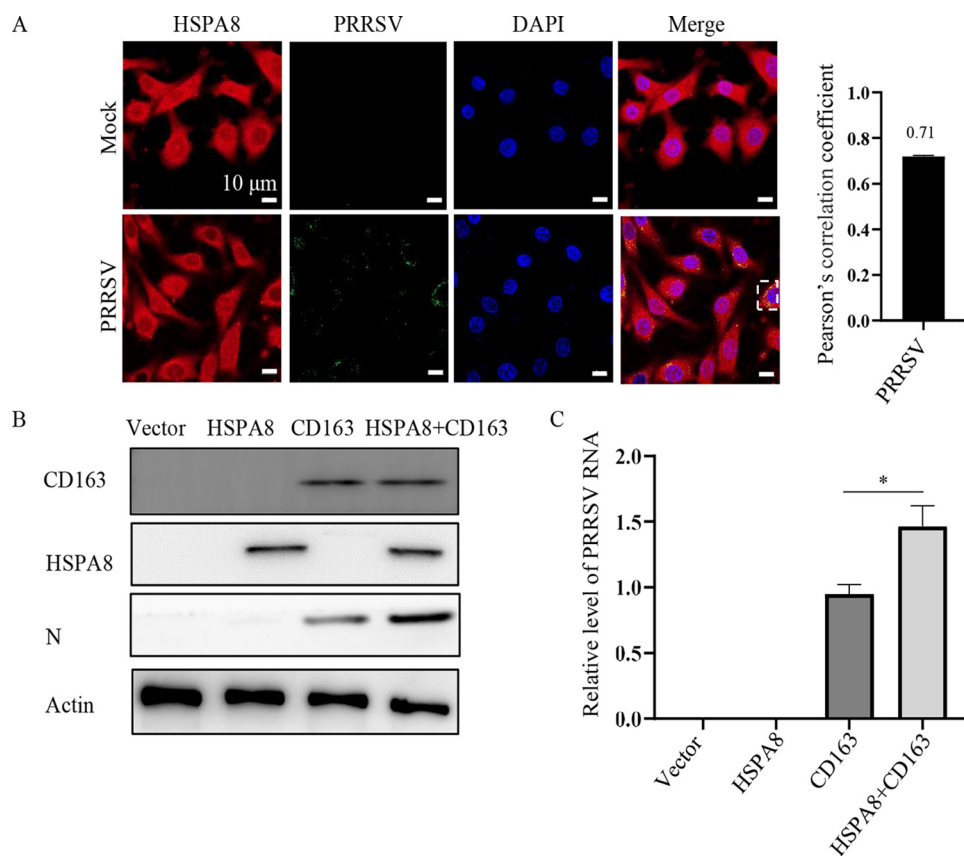 A
HSPA8 PRRSV DAPI Merge
Mock
10 μm
PRRSV
Pearson's correlation coefficient
1.0
0.8
0.6
0.4
0.2
0.0
0.71
PRRSV
B
Vector HSPA8 CD163 HSPA8+CD163
CD163
HSPA8
N
Actin
C
Relative level of PRRSV RNA
2.0
1.5
1.0
0.5
0.0
*
Vector
HSPA8
CD163
HSPA8+CD163